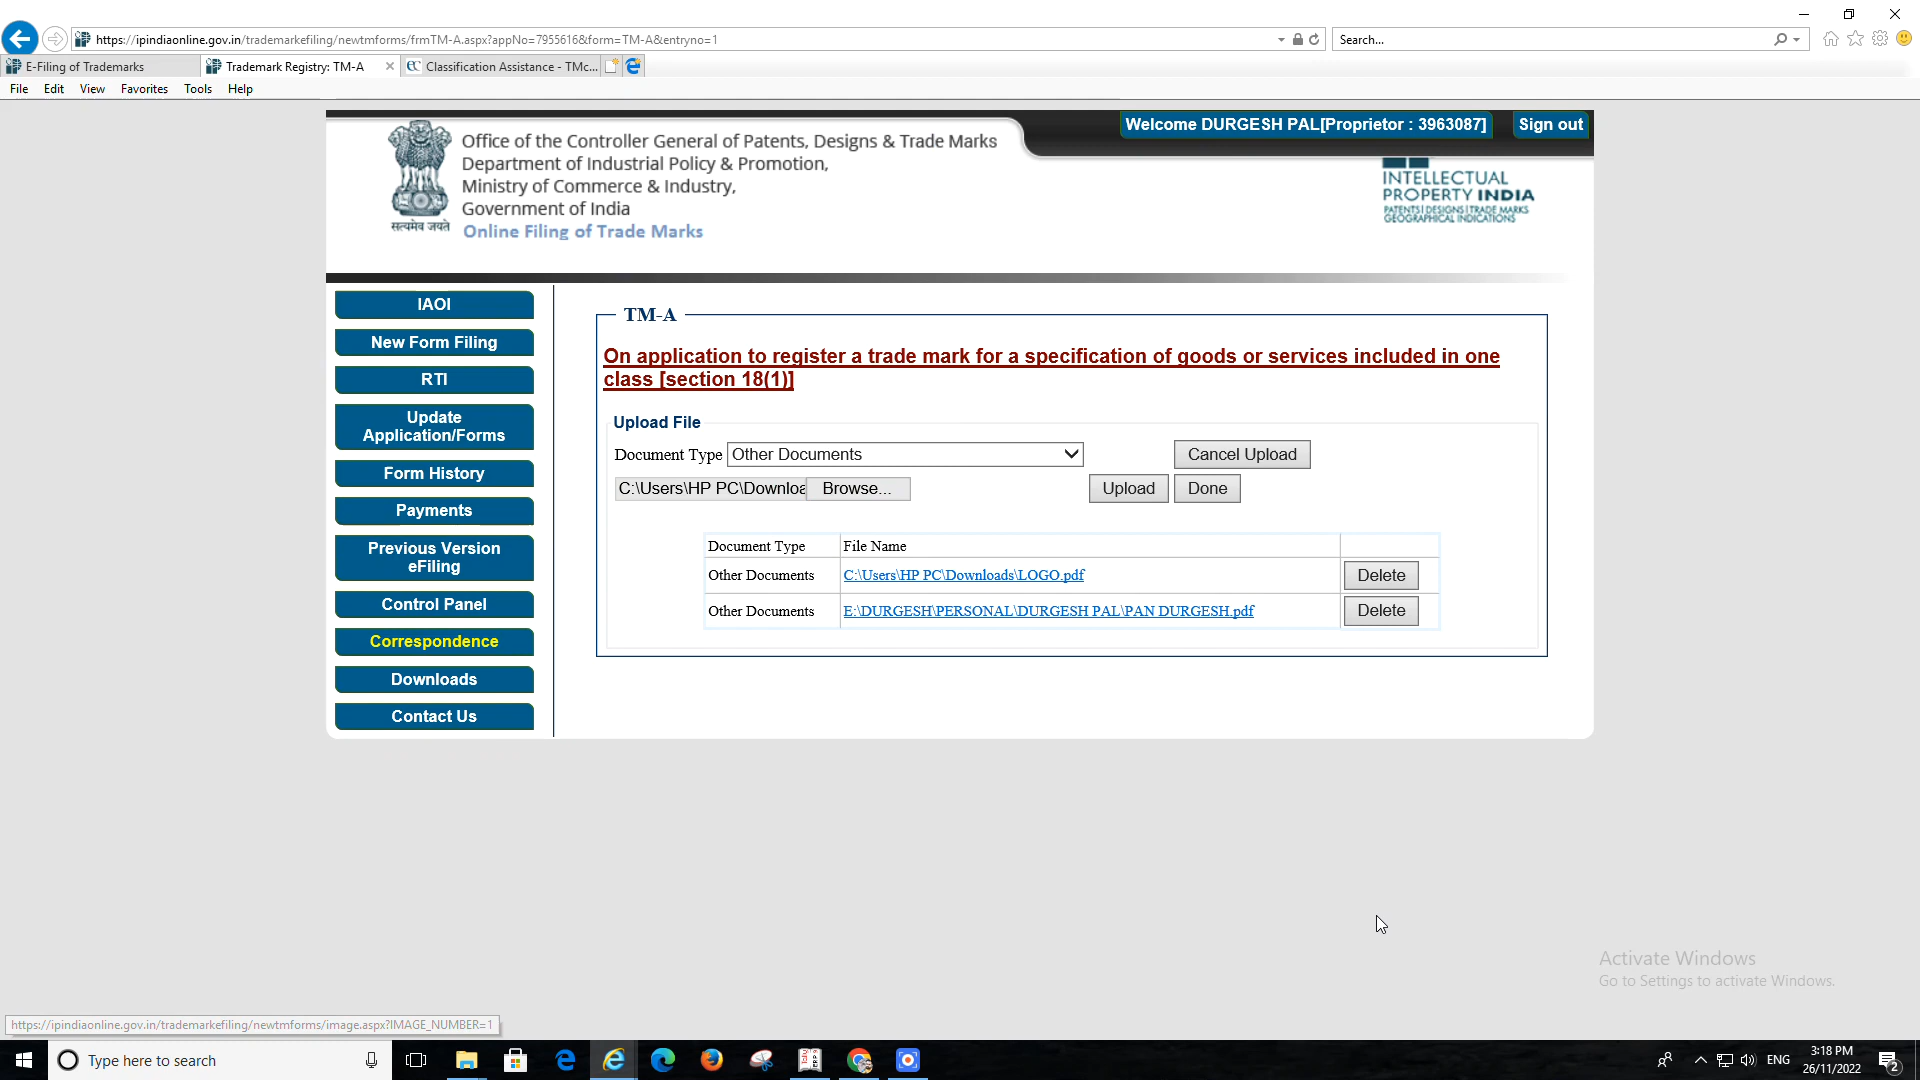 https://ipindiaonline.gov.in/trademarkefiling/newtmforms/frmTM-A.aspx?appNo=7955616&form=TM-A&entryno=1
Search...
E-Filing of Trademarks
Trademark Registry: TM-A
Classification Assistance - TMc...
File Edit View Favorites Tools Help
Welcome DURGESH PAL[Proprietor : 3963087]
Sign out
Office of the Controller General of Patents, Designs & Trade Marks
Department of Industrial Policy & Promotion,
Ministry of Commerce & Industry,
Government of India
Online Filing of Trade Marks
सत्यमेव जयते
INTELLECTUAL
PROPERTY INDIA
PATENTS | DESIGNS | TRADE MARKS
GEOGRAPHICAL INDICATIONS
IAOI
New Form Filing
RTI
Update
Application/Forms
Form History
Payments
Previous Version
eFiling
Control Panel
Correspondence
Downloads
Contact Us
TM-A
On application to register a trade mark for a specification of goods or services included in one
class [section 18(1)]
Upload File
Document Type Other Documents Cancel Upload
C:\Users\HP PC\Downloa Browse... Upload Done
Document Type File Name
Other Documents C:\Users\HP PC\Downloads\LOGO.pdf Delete
Other Documents E:\DURGESH\PERSONAL\DURGESH PAL\PAN DURGESH.pdf Delete
Activate Windows
Go to Settings to activate Windows.
https://ipindiaonline.gov.in/trademarkefiling/newtmforms/image.aspx?IMAGE_NUMBER=1
Type here to search
ENG
3:18 PM
26/11/2022
2